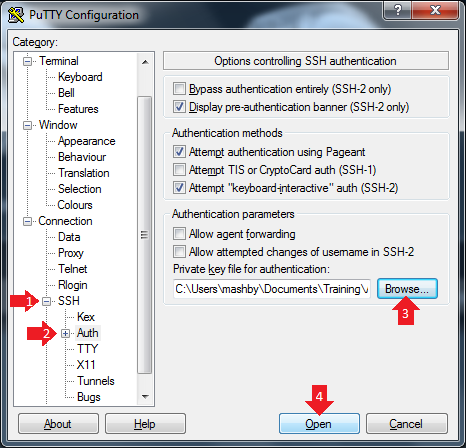 PuTTY Configuration
Category:
Terminal
Keyboard
Bell
Features
Window
Appearance
Behaviour
Translation
Selection
Colours
Connection
Data
Proxy
Telnet
Rlogin
1
SSH
Kex
2
Auth
TTY
X11
Tunnels
Bugs
Options controlling SSH authentication
Bypass authentication entirely (SSH-2 only)
Display pre-authentication banner (SSH-2 only)
Authentication methods
Attempt authentication using Pageant
Attempt TIS or CryptoCard auth (SSH-1)
Attempt "keyboard-interactive" auth (SSH-2)
Authentication parameters
Allow agent forwarding
Allow attempted changes of username in SSH-2
Private key file for authentication:
C:\Users\mashby\Documents\Training\
Browse...
3
4
About
Help
Open
Cancel